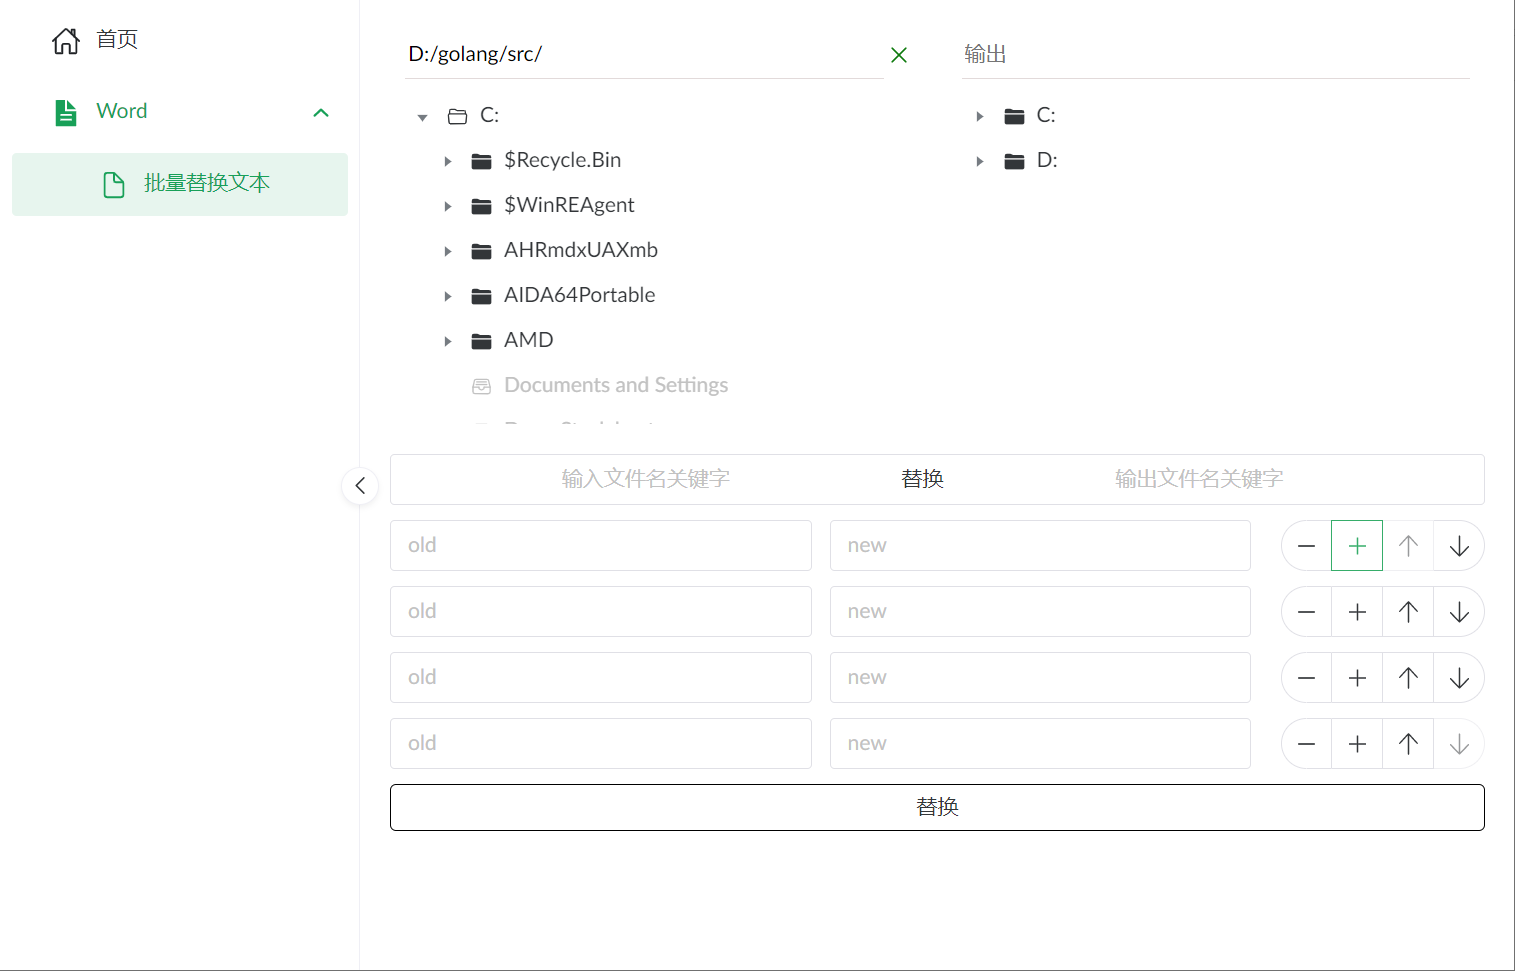 首页
Word
批量替换文本
D:/golang/src/
输出
C:
$Recycle.Bin
$WinREAgent
AHRmdxUAXmb
AIDA64Portable
AMD
Documents and Settings
C:
D:
输入文件名关键字 替换 输出文件名关键字
old new
old new
old new
old new
替换